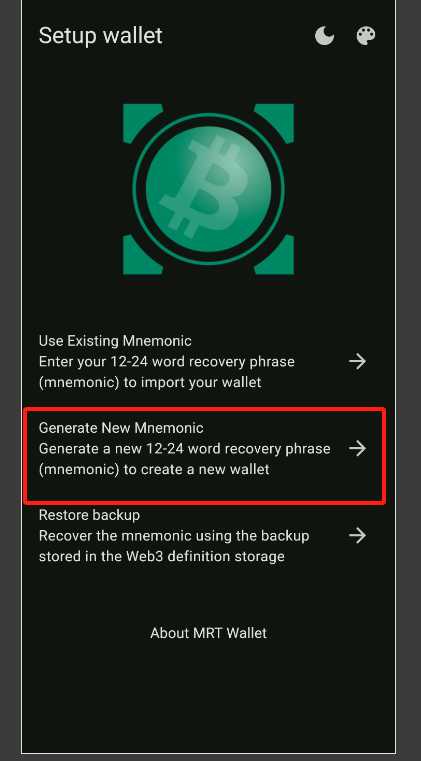 Setup wallet
Use Existing Mnemonic
Enter your 12-24 word recovery phrase
(mnemonic) to import your wallet
Generate New Mnemonic
Generate a new 12-24 word recovery phrase
(mnemonic) to create a new wallet
Restore backup
Recover the mnemonic using the backup
stored in the Web3 definition storage
About MRT Wallet